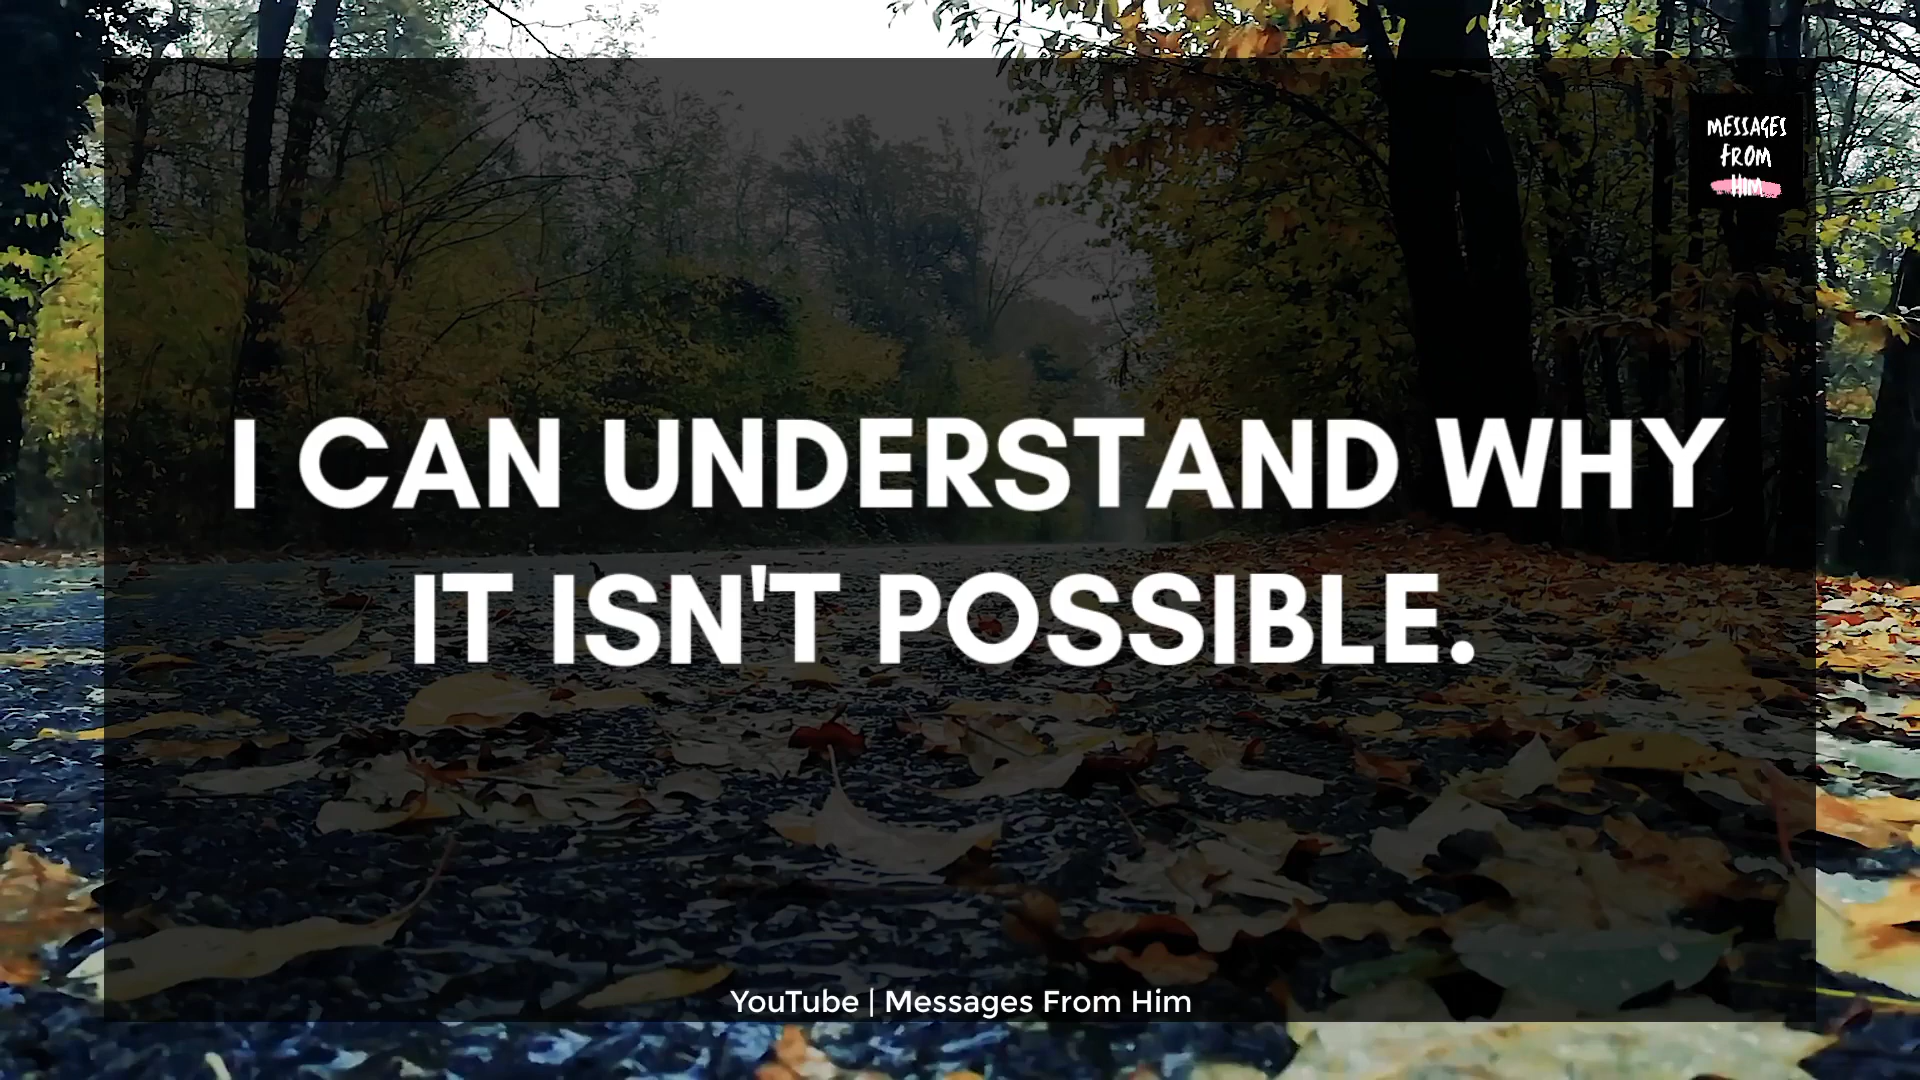 MESSAGES
FROM
HIM
I CAN UNDERSTAND WHY
IT ISN'T POSSIBLE.
YouTube | Messages From Him